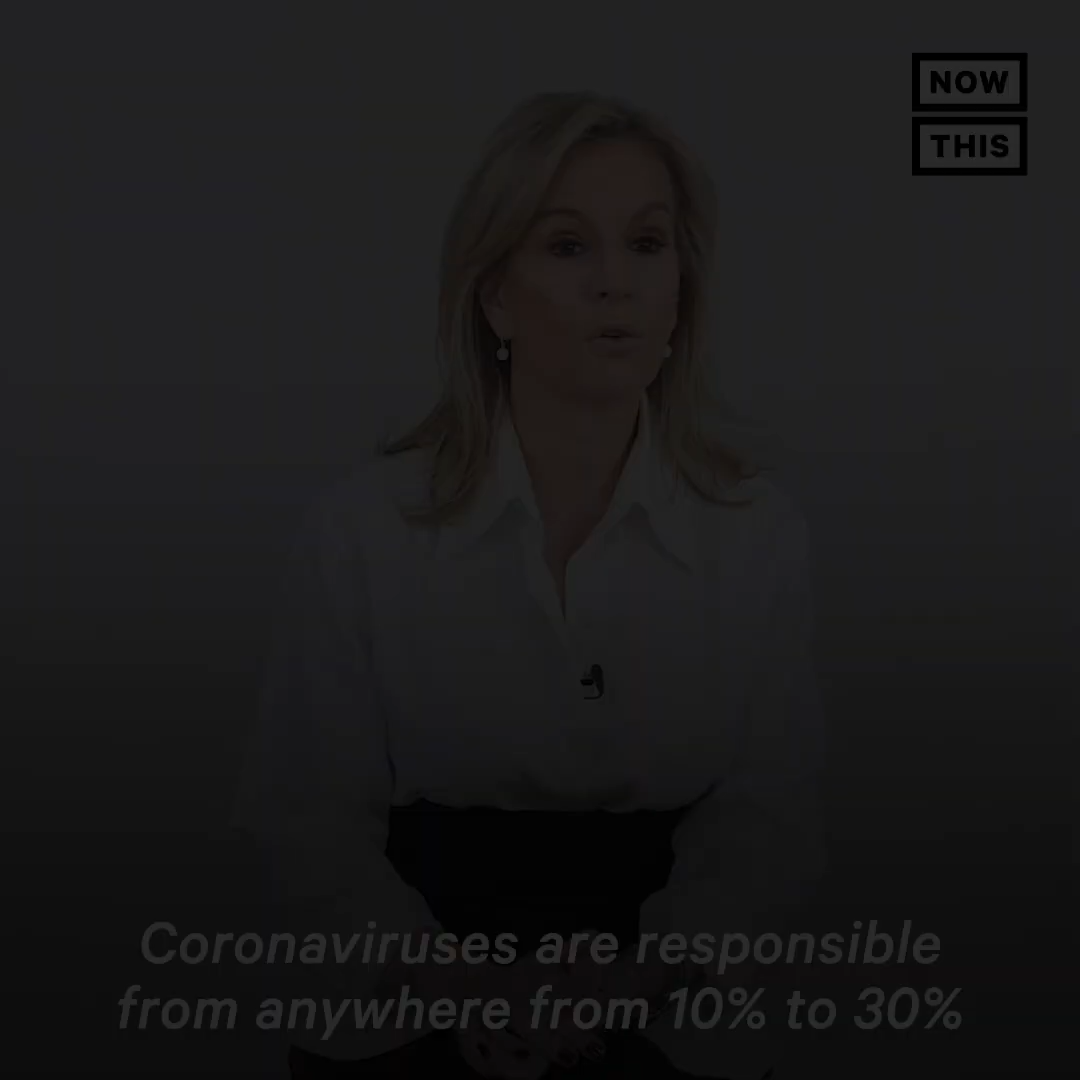 NOW
THIS
Coronaviruses are responsible
from anywhere from 10% to 30%